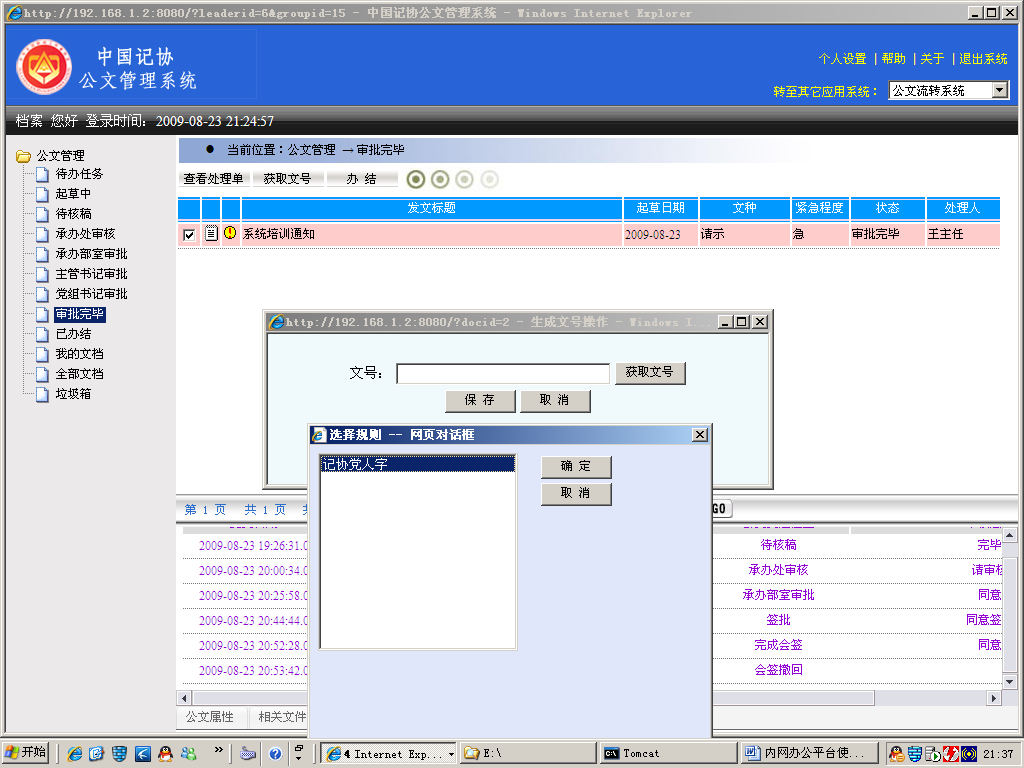 http://192.168.1.2:8080/?leaderid=6&groupid=15 - 中国记协公文管理系统 - Windows Internet Explorer
中国记协
公文管理系统
个人设置 | 帮助 | 关于 | 退出系统
转至其它应用系统： 公文流转系统
档案 您好 登录时间：2009-08-23 21:24:57
公文管理
待办任务
起草中
待核稿
承办处审核
承办部室审批
主管书记审批
党组书记审批
审批完毕
已办结
我的文档
全部文档
垃圾箱
● 当前位置：公文管理 →审批完毕
查看处理单 获取文号 办 结
发文标题 起草日期 文种 紧急程度 状态 处理人
系统培训通知 2009-08-23 请示 急 审批完毕 王主任
http://192.168.1.2:8080/?docid=2 - 生成文号操作 - Windows I...
文号： 获取文号
保 存 取 消
选择规则 -- 网页对话框
记协党人字
确 定
取 消
第 1 页 共 1 页 GO
2009-08-23 19:26:31.0 待核稿 完毕
2009-08-23 20:00:34.0 承办处审核 请审核
2009-08-23 20:25:58.0 承办部室审批 同意
2009-08-23 20:44:44.0 签批 同意签
2009-08-23 20:52:28.0 完成会签 同意
2009-08-23 20:53:42.0 会签撤回
公文属性 相关文件
开始 » 4 Internet Exp... E:\ Tomcat 内网办公平台使... 21:37